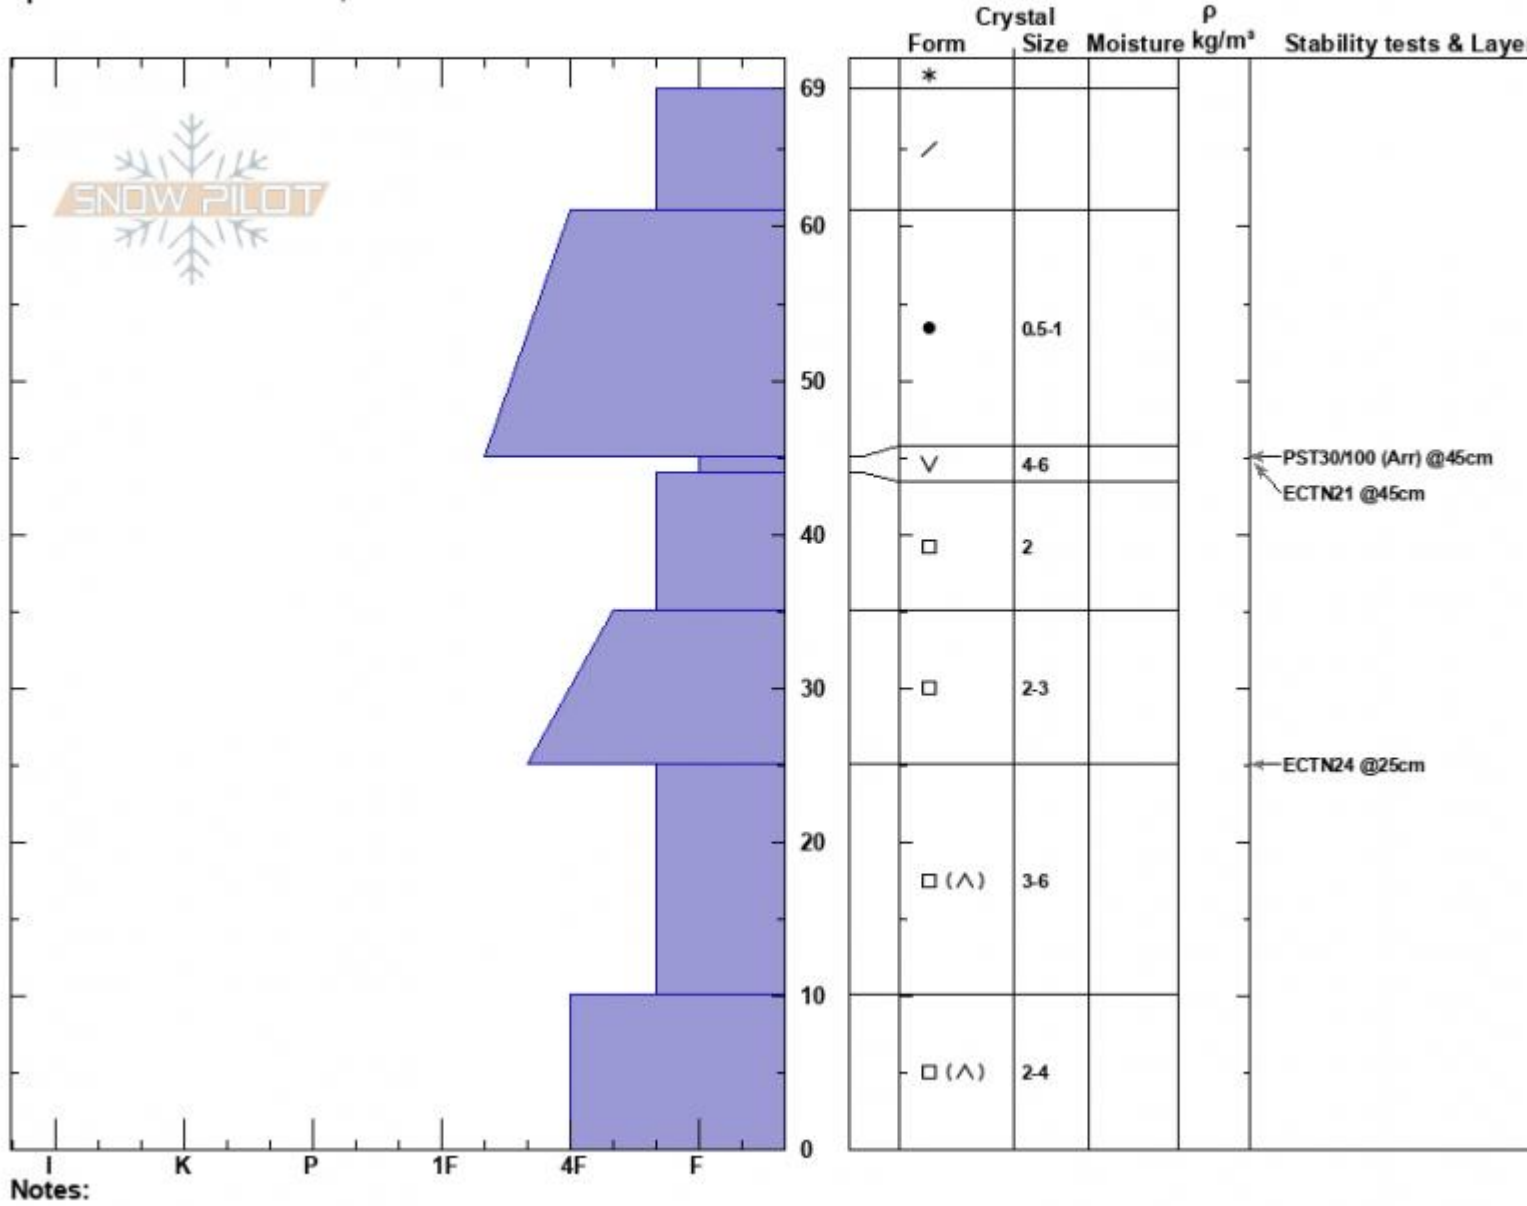 Crystal ρ
Form Size Moisture kg/m³ Stability tests & Laye
SNOW PILOT
69
60
0.5-1
50
4-6
PST30/100 (Arr) @45cm
ECTN21 @45cm
40
2
30
2-3
ECTN24 @25cm
20
3-6
10
2-4
0
I K P 1F 4F F
Notes: